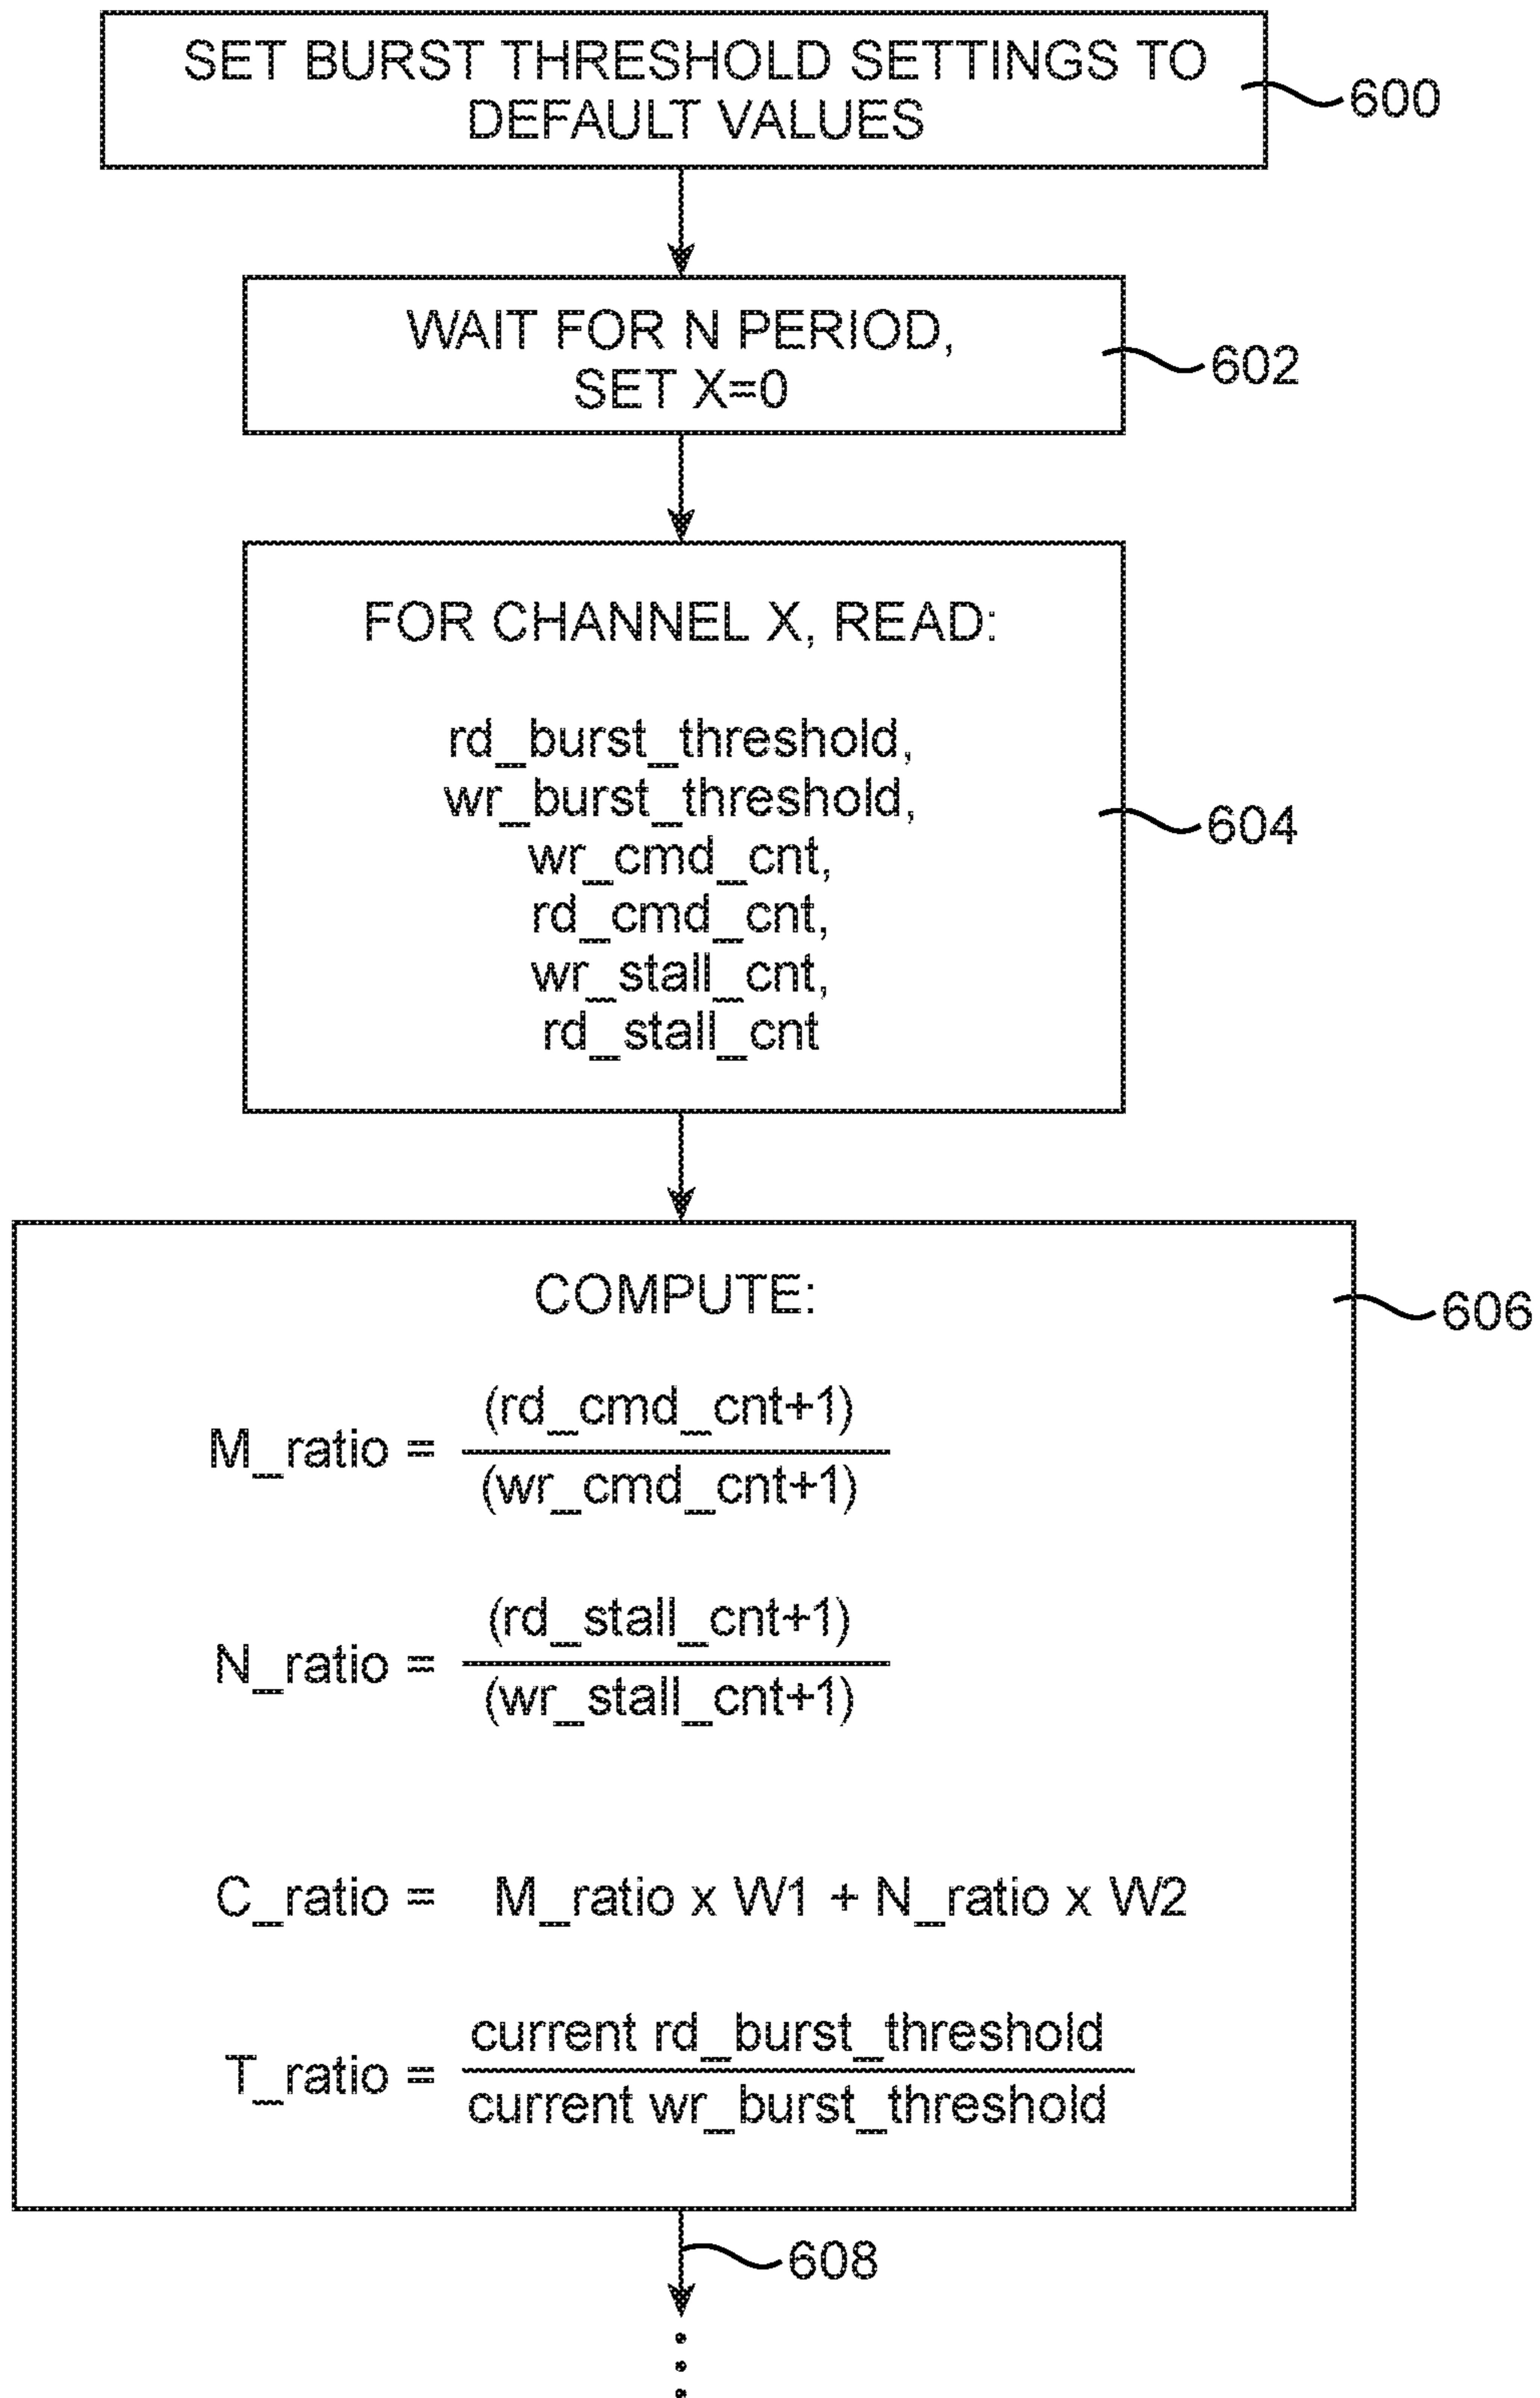 SET BURST THRESHOLD SETTINGS TO
DEFAULT VALUES
600
WAIT FOR N PERIOD,
SET X=0
602
FOR CHANNEL X, READ:
rd_burst_threshold,
wr_burst_threshold,
wr_cmd_cnt,
rd_cmd_cnt,
wr_stall_cnt,
rd_stall_cnt
604
COMPUTE:
606
M_ratio =
(rd_cmd_cnt+1)
(wr_cmd_cnt+1)
N_ratio =
(rd_stall_cnt+1)
(wr_stall_cnt+1)
C_ratio = M_ratio x W1 + N_ratio x W2
T_ratio =
current rd_burst_threshold
current wr_burst_threshold
608